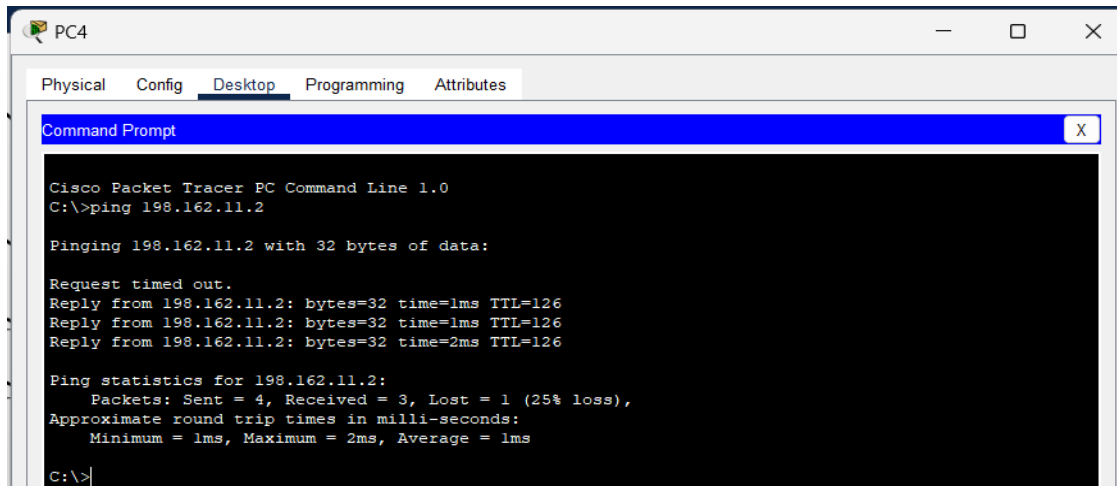 PC4
Physical Config Desktop Programming Attributes
Command Prompt
X
Cisco Packet Tracer PC Command Line 1.0
C:\>ping 198.162.11.2
Pinging 198.162.11.2 with 32 bytes of data:
Request timed out.
Reply from 198.162.11.2: bytes=32 time=1ms TTL=126
Reply from 198.162.11.2: bytes=32 time=1ms TTL=126
Reply from 198.162.11.2: bytes=32 time=2ms TTL=126
Ping statistics for 198.162.11.2:
Packets: Sent = 4, Received = 3, Lost = 1 (25% loss),
Approximate round trip times in milli-seconds:
Minimum = 1ms, Maximum = 2ms, Average = 1ms
C:\>